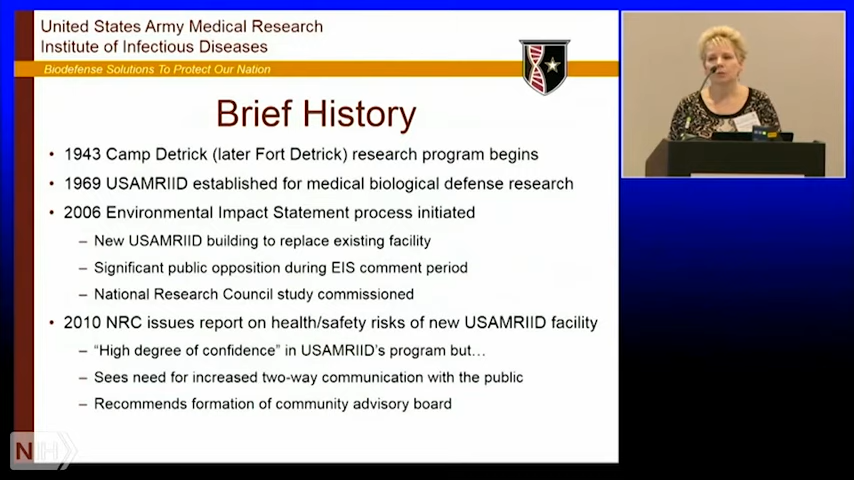 United States Army Medical Research
Institute of Infectious Diseases
Biodefense Solutions To Protect Our Nation
Brief History
• 1943 Camp Detrick (later Fort Detrick) research program begins
• 1969 USAMRIID established for medical biological defense research
• 2006 Environmental Impact Statement process initiated
– New USAMRIID building to replace existing facility
– Significant public opposition during EIS comment period
– National Research Council study commissioned
• 2010 NRC issues report on health/safety risks of new USAMRIID facility
– “High degree of confidence” in USAMRIID’s program but…
– Sees need for increased two-way communication with the public
– Recommends formation of community advisory board
NIH